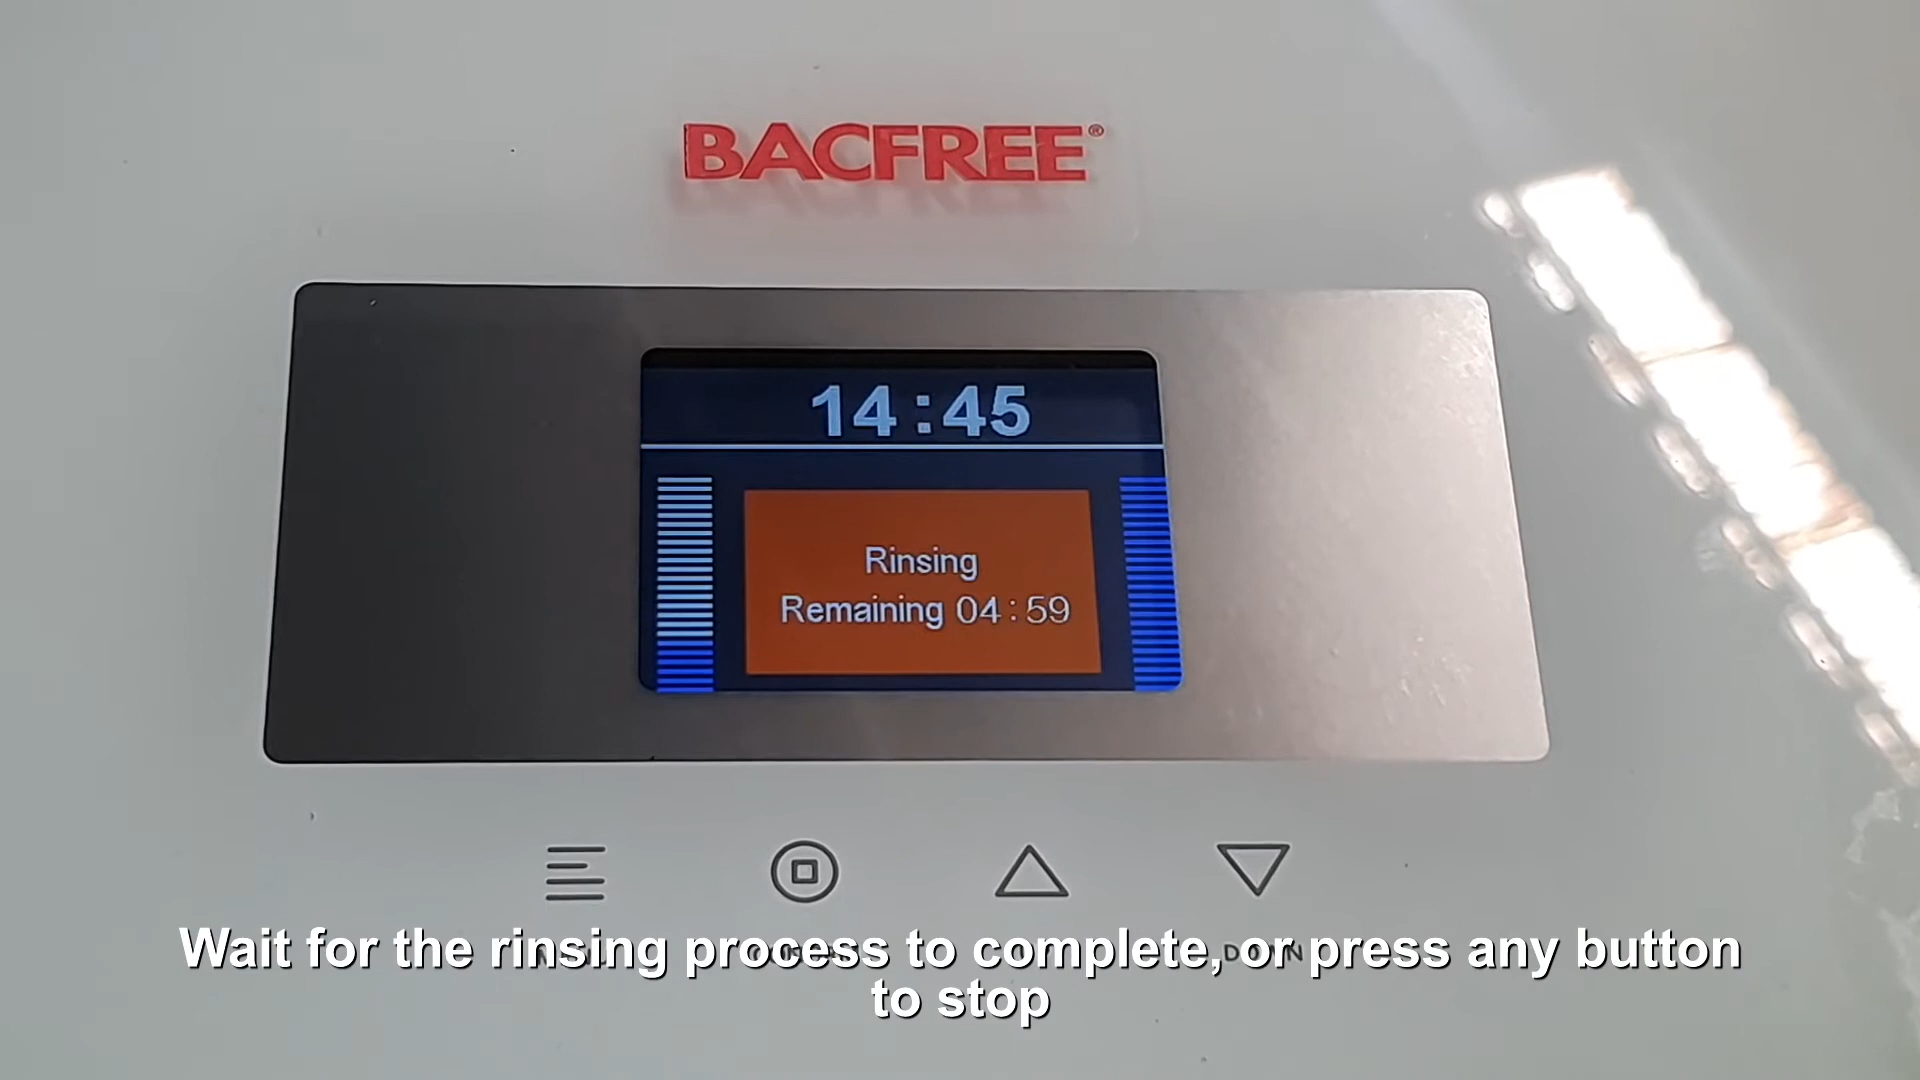 BACFREE®
14:45
Rinsing
Remaining 04:59
Wait for the rinsing process to complete, or press any button
to stop